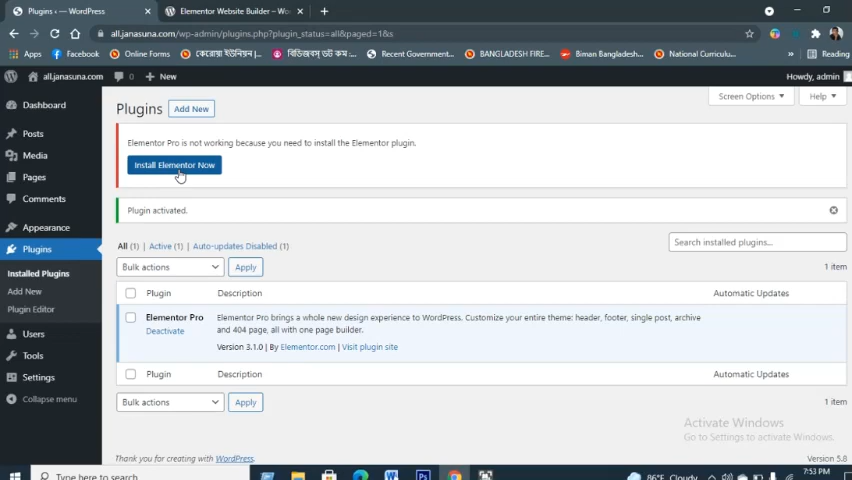 Plugins ‹ — WordPress
Elementor Website Builder – Wo
all.janasuna.com/wp-admin/plugins.php?plugin_status=all&paged=1&s
Apps Facebook Online Forms কেরোয়া ইউনিয়ন |... বিডিজবস্ ডট কম :... Recent Government... BANGLADESH FIRE... Biman Bangladesh... National Curriculu... » Reading
all.janasuna.com 0 New Howdy, admin
Screen Options Help
Plugins Add New
Dashboard
Posts
Media
Pages
Comments
Appearance
Plugins
Installed Plugins
Add New
Plugin Editor
Users
Tools
Settings
Collapse menu
Elementor Pro is not working because you need to install the Elementor plugin.
Install Elementor Now
Plugin activated.
All (1) | Active (1) | Auto-updates Disabled (1)
Search installed plugins...
Bulk actions Apply 1 item
Plugin Description Automatic Updates
Elementor Pro
Deactivate
Elementor Pro brings a whole new design experience to WordPress. Customize your entire theme: header, footer, single post, archive
and 404 page, all with one page builder.
Version 3.1.0 | By Elementor.com | Visit plugin site
Plugin Description Automatic Updates
Bulk actions Apply 1 item
Activate Windows
Go to Settings to activate Windows.
Thank you for creating with WordPress. Version 5.8
Type here to search
86°F Cloudy
7:53 PM